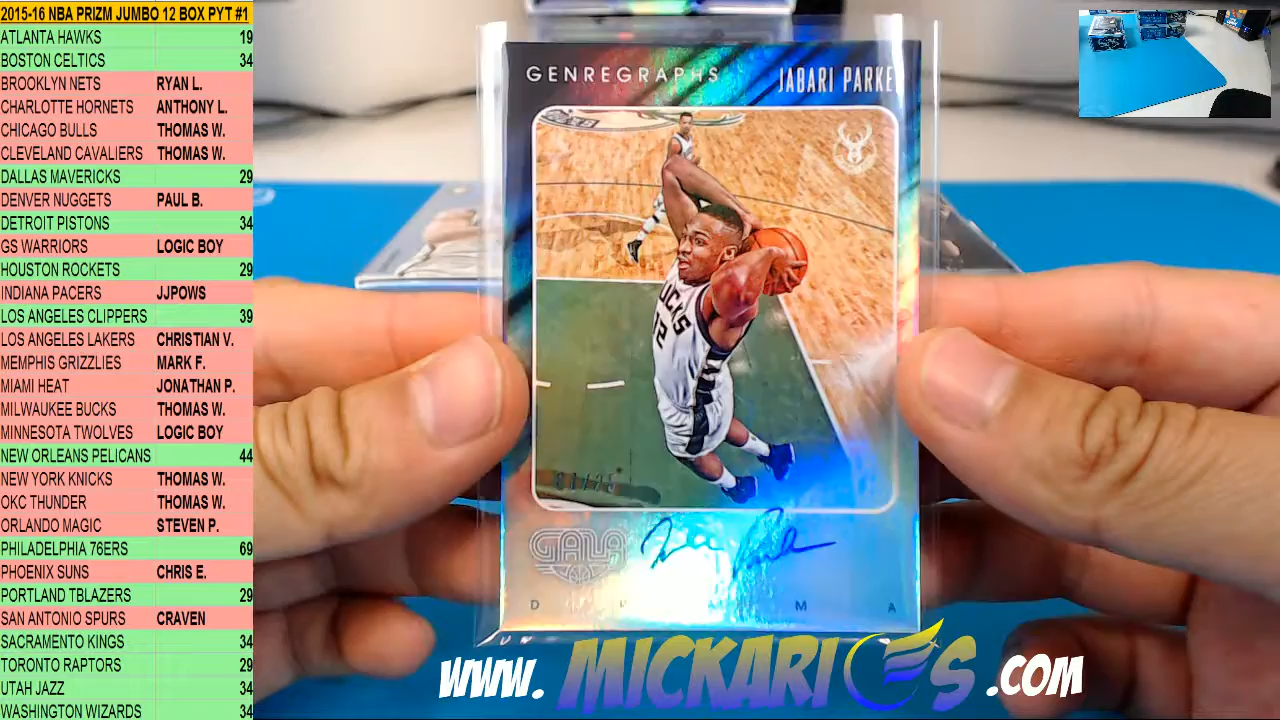 2015-16 NBA PRIZM JUMBO 12 BOX PYT #1
ATLANTA HAWKS 19
BOSTON CELTICS 34
BROOKLYN NETS RYAN L.
CHARLOTTE HORNETS ANTHONY L.
CHICAGO BULLS THOMAS W.
CLEVELAND CAVALIERS THOMAS W.
DALLAS MAVERICKS 29
DENVER NUGGETS PAUL B.
DETROIT PISTONS 34
GS WARRIORS LOGIC BOY
HOUSTON ROCKETS 29
INDIANA PACERS JJPOWS
LOS ANGELES CLIPPERS 39
LOS ANGELES LAKERS CHRISTIAN V.
MEMPHIS GRIZZLIES MARK F.
MIAMI HEAT JONATHAN P.
MILWAUKEE BUCKS THOMAS W.
MINNESOTA TWOLVES LOGIC BOY
NEW ORLEANS PELICANS 44
NEW YORK KNICKS THOMAS W.
OKC THUNDER THOMAS W.
ORLANDO MAGIC STEVEN P.
PHILADELPHIA 76ERS 69
PHOENIX SUNS CHRIS E.
PORTLAND TBLAZERS 29
SAN ANTONIO SPURS CRAVEN
SACRAMENTO KINGS 34
TORONTO RAPTORS 29
UTAH JAZZ 34
WASHINGTON WIZARDS 34
GENREGRAPHS JABARI PARKE
UCKS
12
GALA
www.MICKARIOS.com